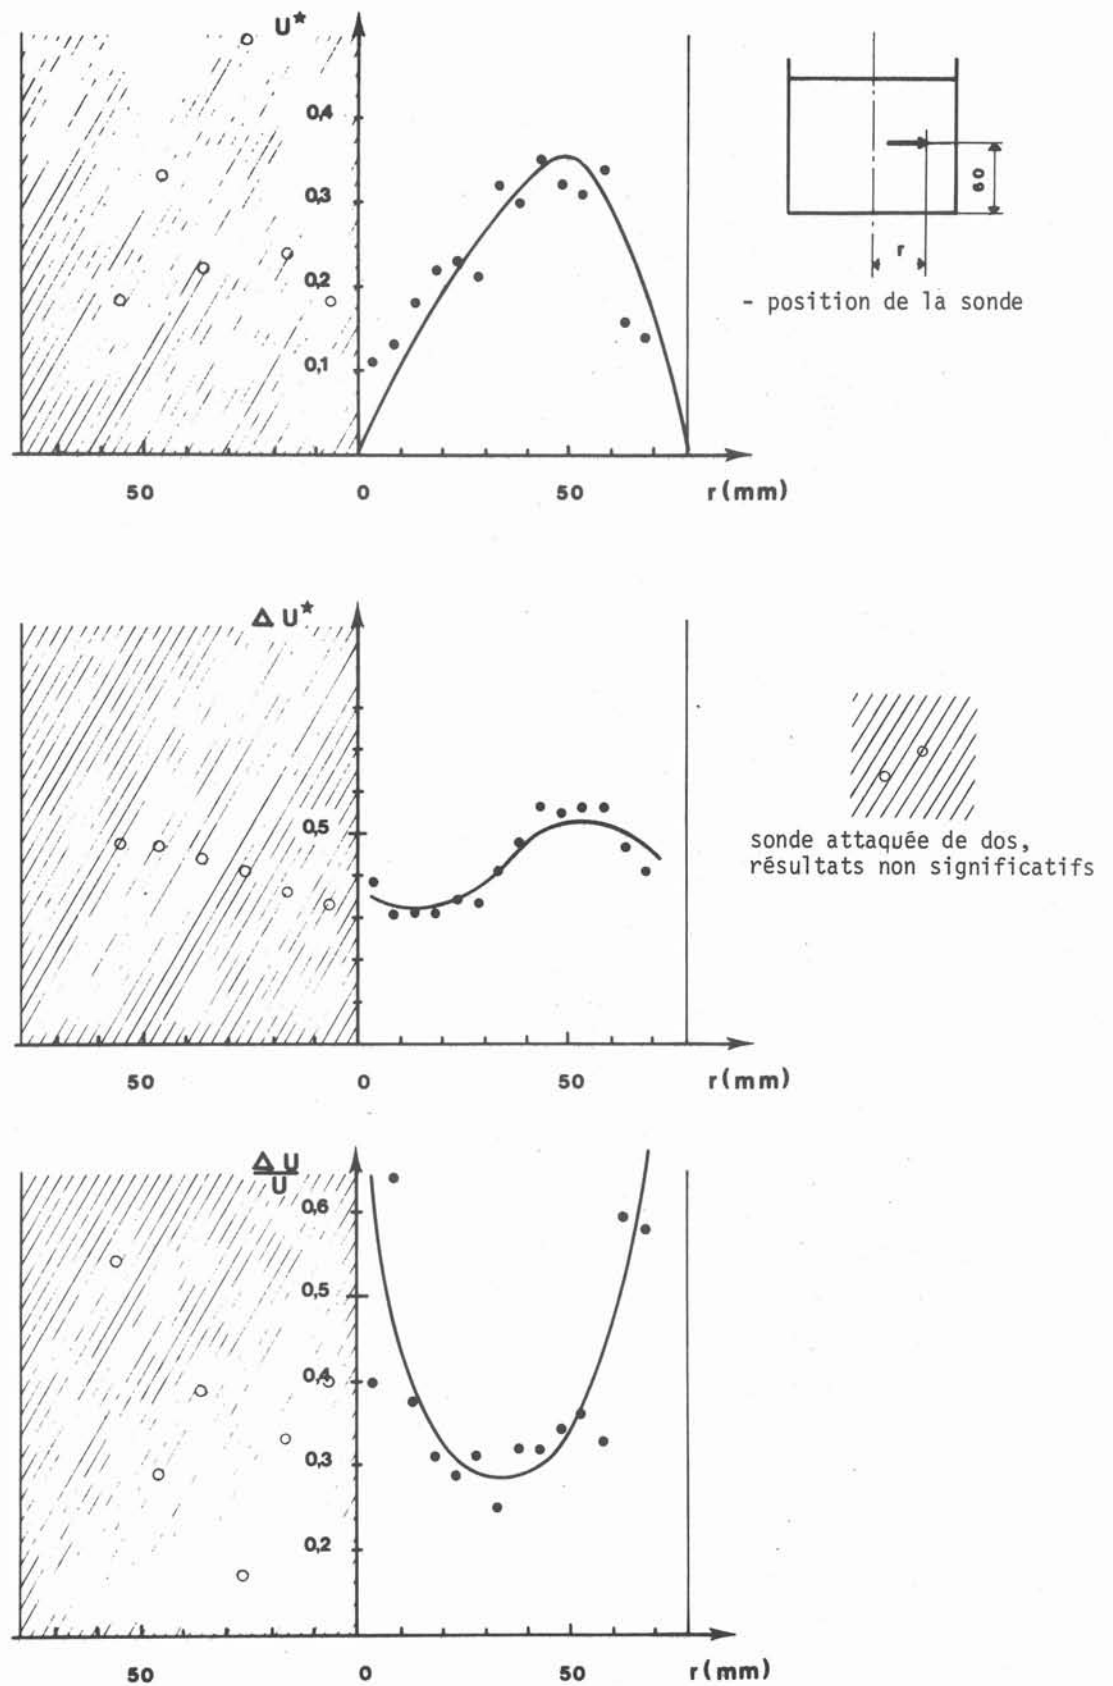 U*
0,4
0,3
0,2
0,1
50 0 50 r(mm)
60
r
- position de la sonde
Δ U*
0,5
50 0 50 r(mm)
sonde attaquée de dos,
résultats non significatifs
Δ U
U
0,6
0,5
0,4
0,3
0,2
50 0 50 r(mm)